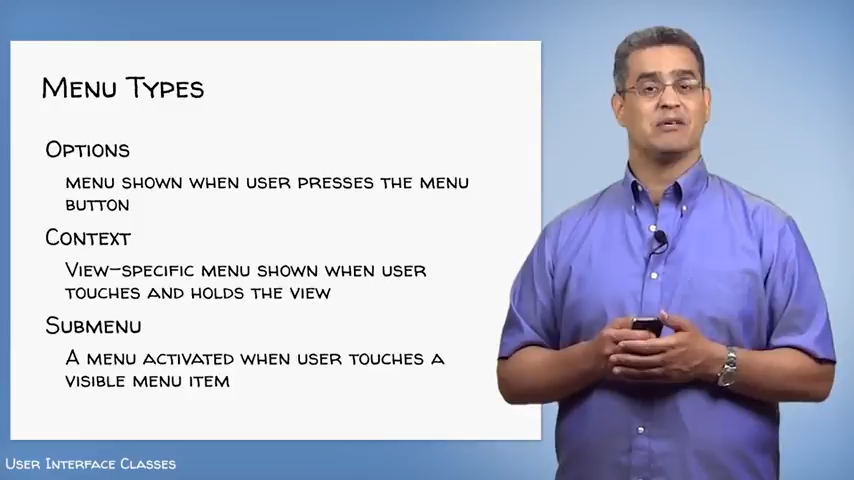 Menu Types
Options
menu shown when user presses the menu
button
Context
View-specific menu shown when user
touches and holds the view
Submenu
A menu activated when user touches a
visible menu item
User Interface Classes